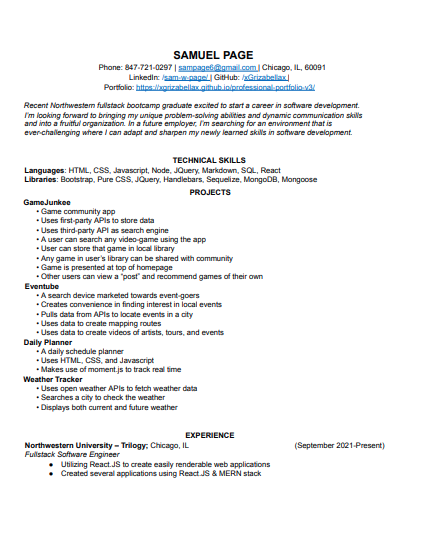 SAMUEL PAGE
Phone: 847-721-0297 | sampage6@gmail.com | Chicago, IL, 60091
LinkedIn: /sam-w-page/ | GitHub: /xGrizabellax |
Portfolio: https://xgrizabellax.github.io/professional-portfolio-v3/
Recent Northwestern fullstack bootcamp graduate excited to start a career in software development.
I'm looking forward to bringing my unique problem-solving abilities and dynamic communication skills
and into a fruitful organization. In a future employer, I'm searching for an environment that is
ever-challenging where I can adapt and sharpen my newly learned skills in software development.
TECHNICAL SKILLS
Languages: HTML, CSS, Javascript, Node, JQuery, Markdown, SQL, React
Libraries: Bootstrap, Pure CSS, JQuery, Handlebars, Sequelize, MongoDB, Mongoose
PROJECTS
GameJunkee
• Game community app
• Uses first-party APIs to store data
• Uses third-party API as search engine
• A user can search any video-game using the app
• User can store that game in local library
• Any game in user's library can be shared with community
• Game is presented at top of homepage
• Other users can view a "post" and recommend games of their own
Eventube
• A search device marketed towards event-goers
• Creates convenience in finding interest in local events
• Pulls data from APIs to locate events in a city
• Uses data to create mapping routes
• Uses data to create videos of artists, tours, and events
Daily Planner
• A daily schedule planner
• Uses HTML, CSS, and Javascript
• Makes use of moment.js to track real time
Weather Tracker
• Uses open weather APIs to fetch weather data
• Searches a city to check the weather
• Displays both current and future weather
EXPERIENCE
Northwestern University – Trilogy; Chicago, IL (September 2021-Present)
Fullstack Software Engineer
● Utilizing React.JS to create easily renderable web applications
● Created several applications using React.JS & MERN stack